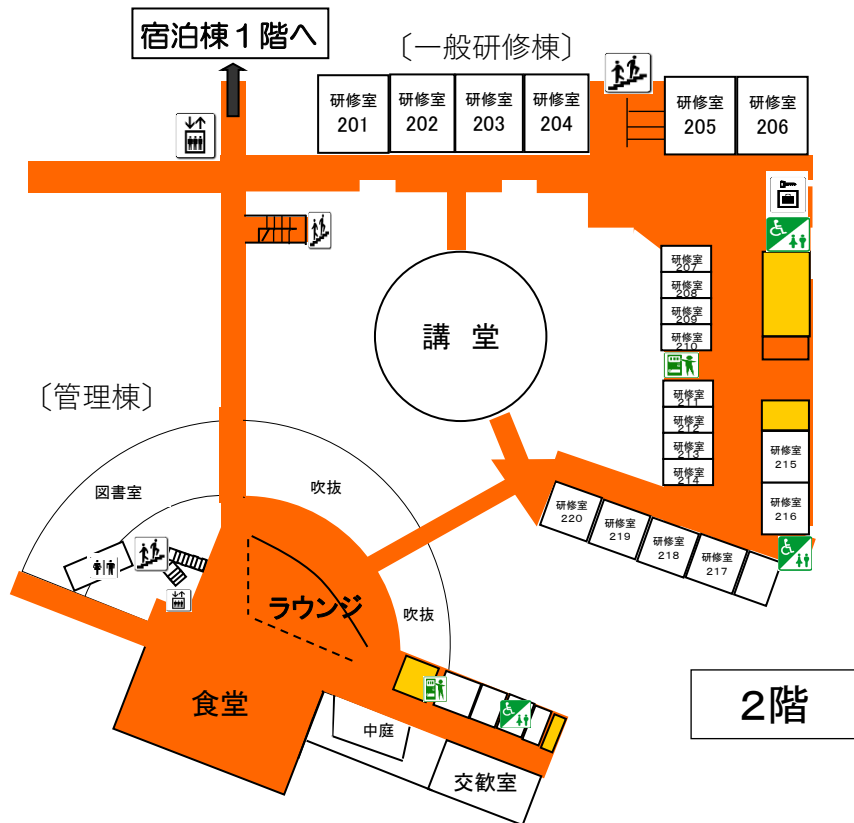 宿泊棟1階へ
〔一般研修棟〕
研修室
201
研修室
202
研修室
203
研修室
204
研修室
205
研修室
206
研修室
207
研修室
208
研修室
209
研修室
210
講 堂
〔管理棟〕
研修室
211
研修室
212
研修室
213
研修室
214
研修室
215
研修室
216
図書室
吹抜
研修室
220
研修室
219
研修室
218
研修室
217
ラウンジ
吹抜
食堂
中庭
交歓室
2階